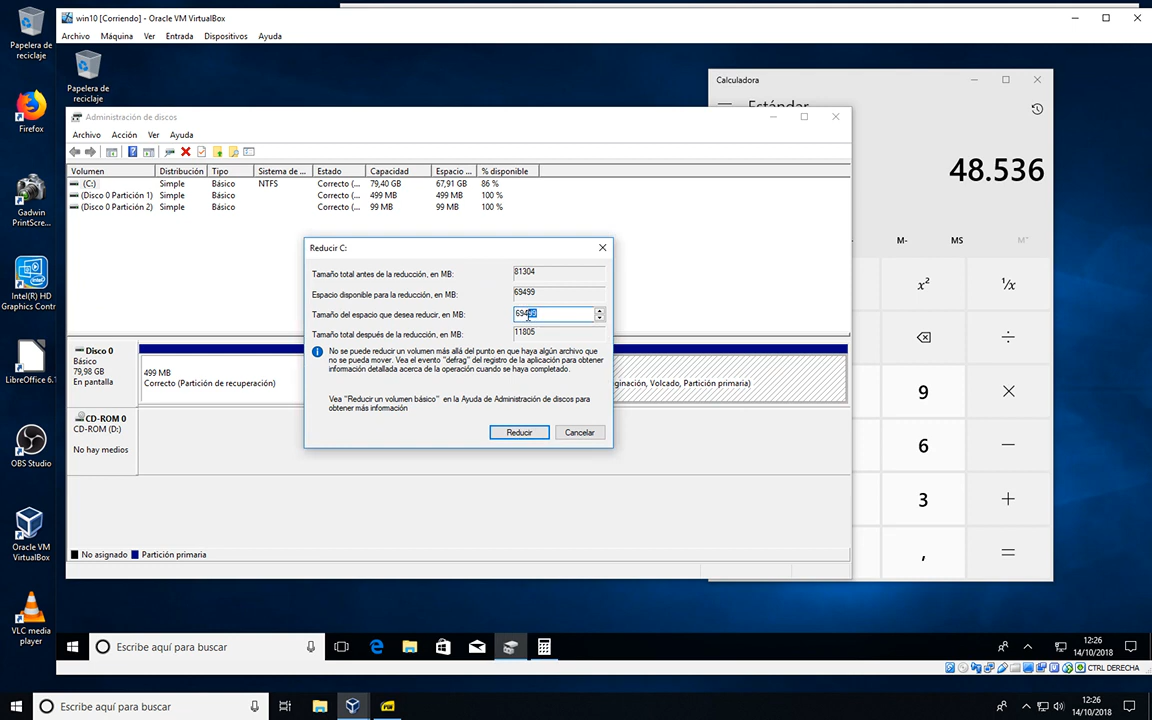 Papelera de
reciclaje
Firefox
Gadwin
PrintScre...
Intel(R) HD
Graphics Contr
LibreOffice 6.
OBS Studio
Oracle VM
VirtualBox
VLC media
player
win10 [Corriendo] - Oracle VM VirtualBox
Archivo Máquina Ver Entrada Dispositivos Ayuda
Papelera de
reciclaje
Calculadora
Estándar
48.536
M- MS M˅
x² ¹/x
÷
9 ×
6 −
3 +
, =
Administración de discos
Archivo Acción Ver Ayuda
Volumen Distribución Tipo Sistema de ... Estado Capacidad Espacio ... % disponible
(C:) Simple Básico NTFS Correcto (... 79,40 GB 67,91 GB 86 %
(Disco 0 Partición 1) Simple Básico Correcto (... 499 MB 499 MB 100 %
(Disco 0 Partición 2) Simple Básico Correcto (... 99 MB 99 MB 100 %
Disco 0
Básico
79,98 GB
En pantalla
499 MB
Correcto (Partición de recuperación)
ginación, Volcado, Partición primaria)
CD-ROM 0
CD-ROM (D:)
No hay medios
No asignado Partición primaria
Reducir C:
Tamaño total antes de la reducción, en MB: 81304
Espacio disponible para la reducción, en MB: 69499
Tamaño del espacio que desea reducir, en MB: 69499
Tamaño total después de la reducción, en MB: 11805
No se puede reducir un volumen más allá del punto en que haya algún archivo que
no se pueda mover. Vea el evento "defrag" del registro de la aplicación para obtener
información detallada acerca de la operación cuando se haya completado.
Vea "Reducir un volumen básico" en la Ayuda de Administración de discos para
obtener más información
Reducir Cancelar
Escribe aquí para buscar
12:26
14/10/2018
CTRL DERECHA
Escribe aquí para buscar
12:26
14/10/2018